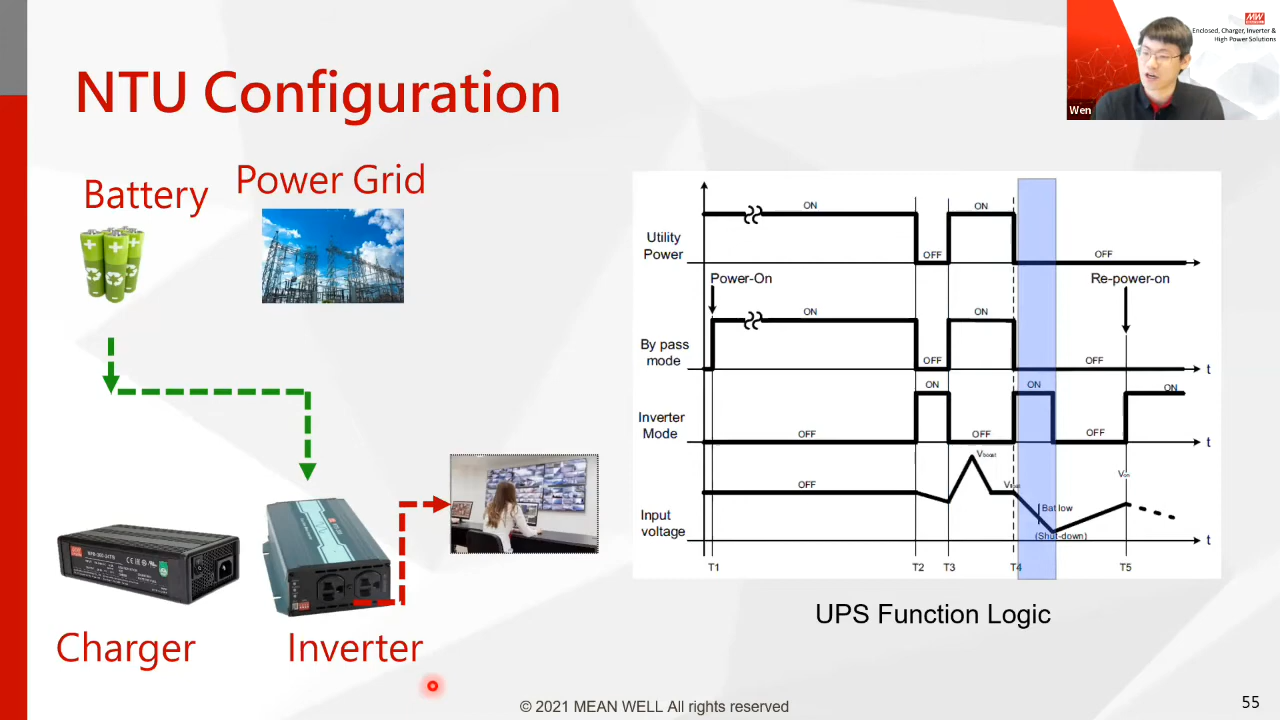 NTU Configuration
MW
Enclosed, Charger, Inverter &
High Power Solutions
Wen
Battery
Power Grid
Charger
Inverter
Utility
Power
ON
OFF
ON
OFF
Power-On
Re-power-on
By pass
mode
ON
OFF
ON
OFF
t
Inverter
Mode
OFF
ON
OFF
ON
OFF
ON
t
Input
voltage
OFF
Vboost
Bat low
(Shut-down)
t
T1
T2
T3
T4
T5
UPS Function Logic
© 2021 MEAN WELL All rights reserved
55